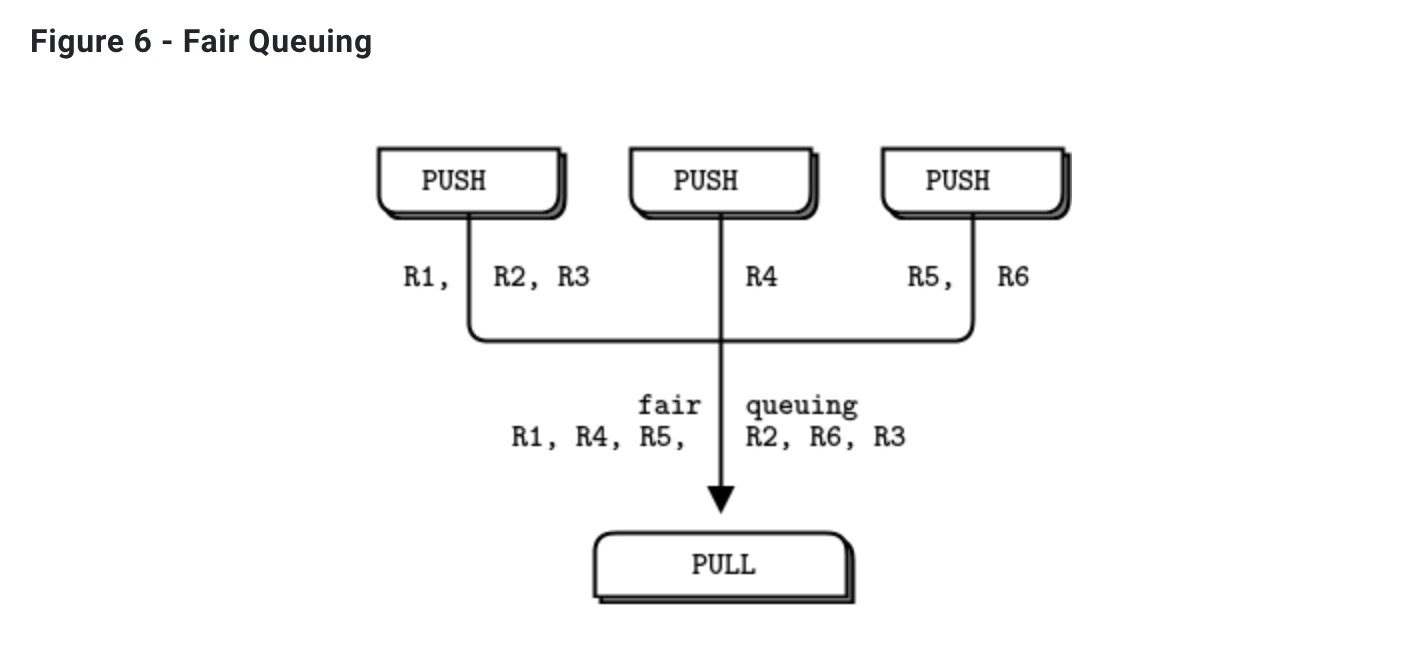 Figure 6 - Fair Queuing
PUSH PUSH PUSH
R1, R2, R3 R4 R5, R6
fair queuing
R1, R4, R5, R2, R6, R3
PULL